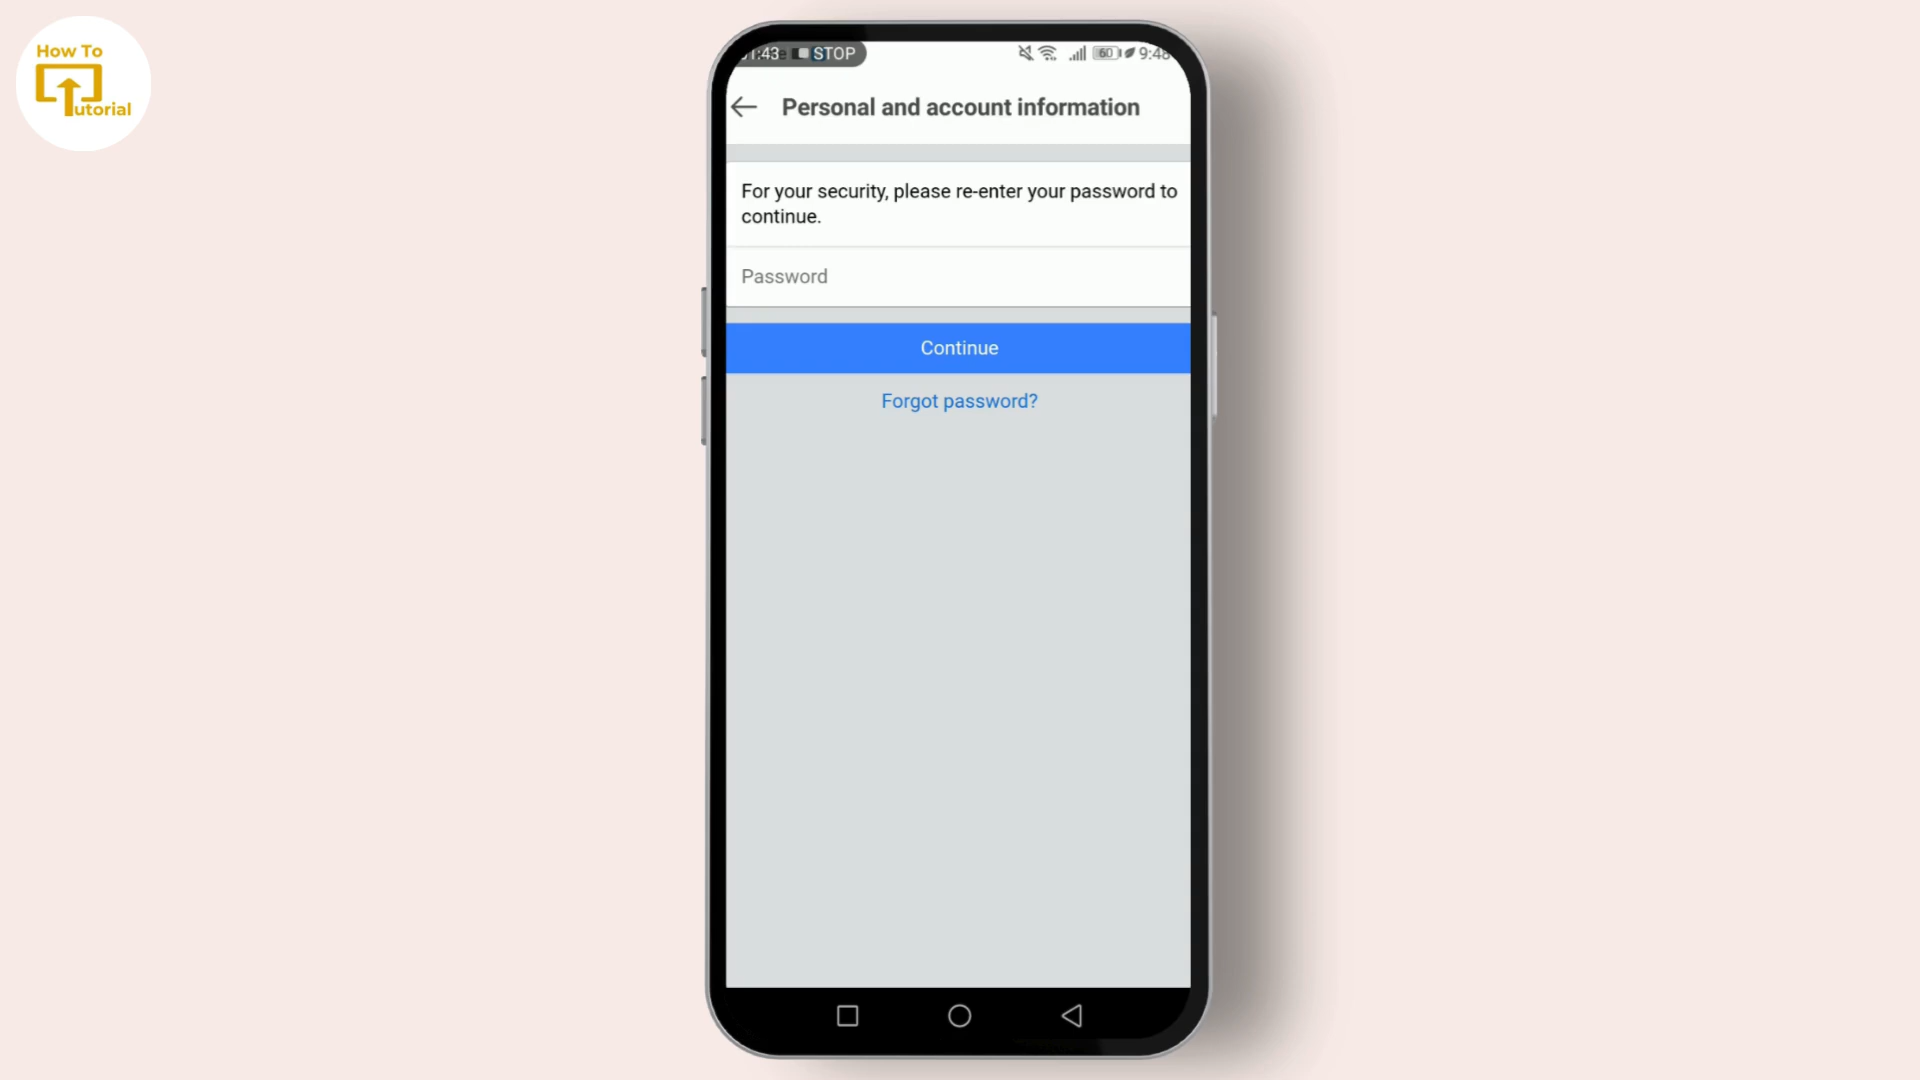 How To
Tutorial
1:43 STOP
60 9:48
Personal and account information
For your security, please re-enter your password to
continue.
Password
Continue
Forgot password?